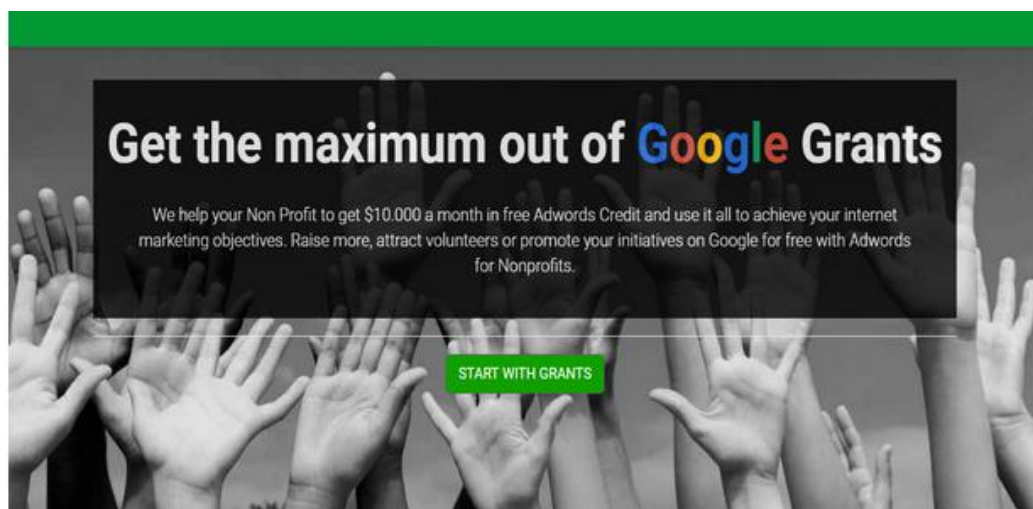 Get the maximum out of Google Grants
We help your Non Profit to get $10.000 a month in free Adwords Credit and use it all to achieve your internet
marketing objectives. Raise more, attract volunteers or promote your initiatives on Google for free with Adwords
for Nonprofits.
START WITH GRANTS